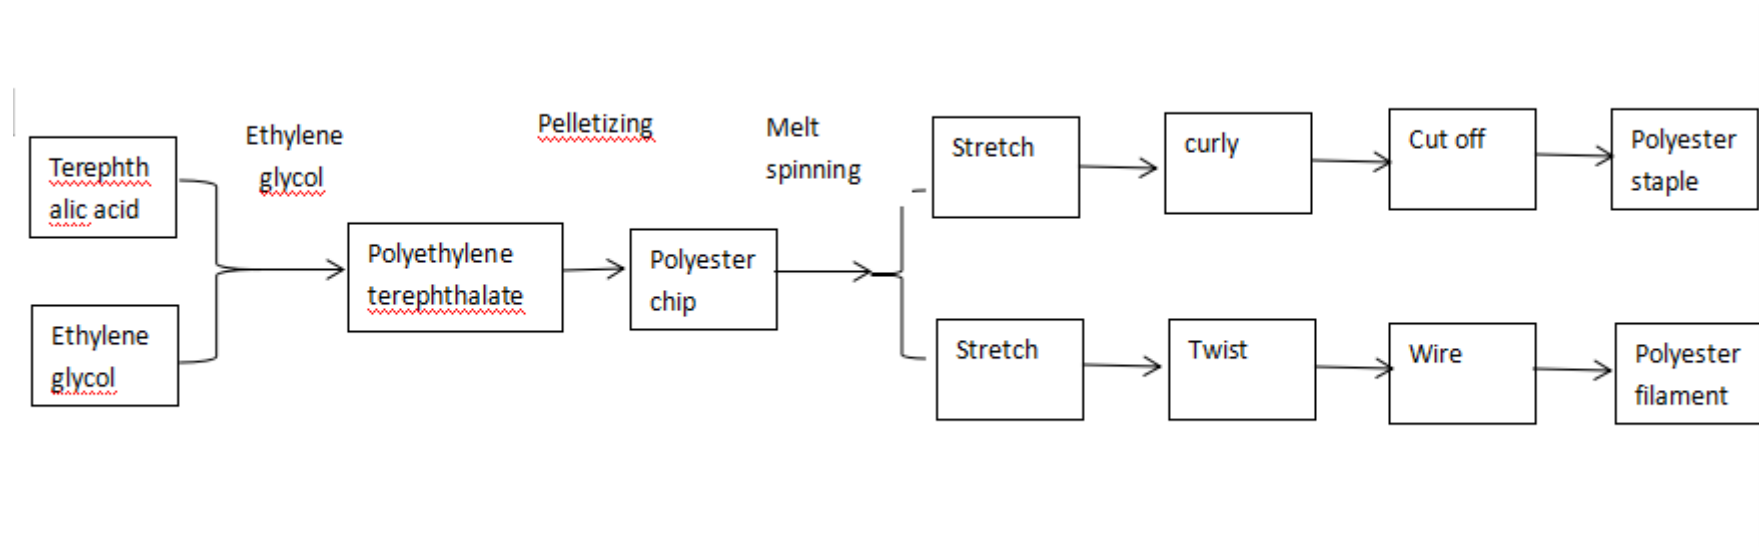 Terephth
alic acid
Ethylene
glycol
Ethylene
glycol
Polyethylene
terephthalate
Pelletizing
Polyester
chip
Melt
spinning
Stretch
curly
Cut off
Polyester
staple
Stretch
Twist
Wire
Polyester
filament